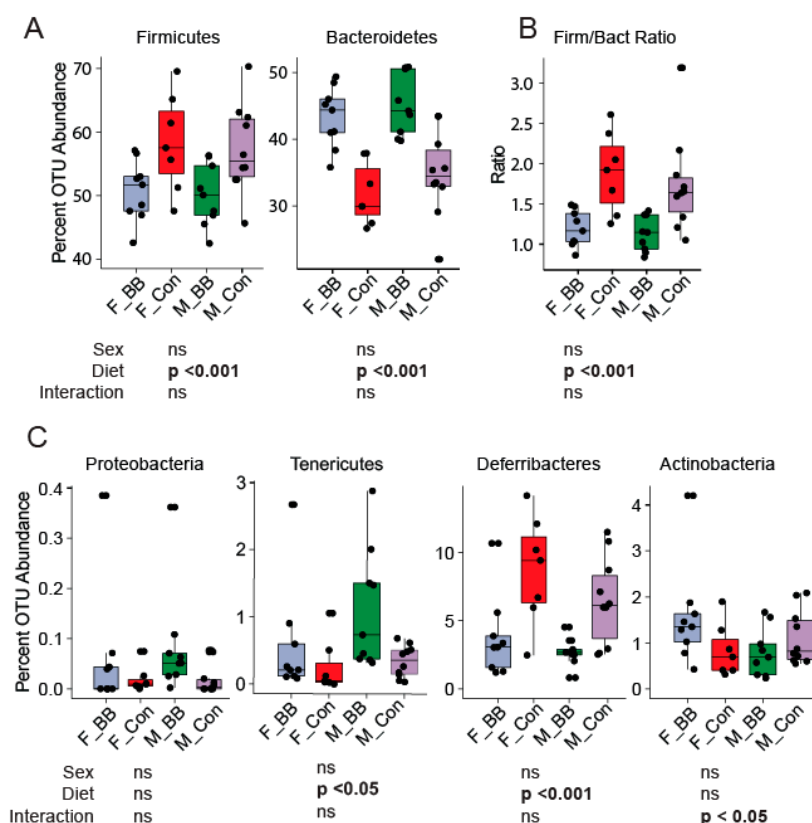 A
B
Firmicutes
Bacteroidetes
Firm/Bact Ratio
Percent OTU Abundance
70
60
50
40
F_BB
F_Con
M_BB
M_Con
50
40
30
F_BB
F_Con
M_BB
M_Con
Ratio
3.0
2.5
2.0
1.5
1.0
F_BB
F_Con
M_BB
M_Con
Sex ns ns ns
Diet p <0.001 p <0.001 p <0.001
Interaction ns ns ns
C
Proteobacteria
Tenericutes
Deferribacteres
Actinobacteria
Percent OTU Abundance
0.4
0.3
0.2
0.1
0.0
F_BB
F_Con
M_BB
M_Con
3
2
1
0
F_BB
F_Con
M_BB
M_Con
10
5
0
F_BB
F_Con
M_BB
M_Con
4
3
2
1
0
F_BB
F_Con
M_BB
M_Con
Sex ns ns ns ns
Diet ns p <0.05 p <0.001 ns
Interaction ns ns ns p < 0.05